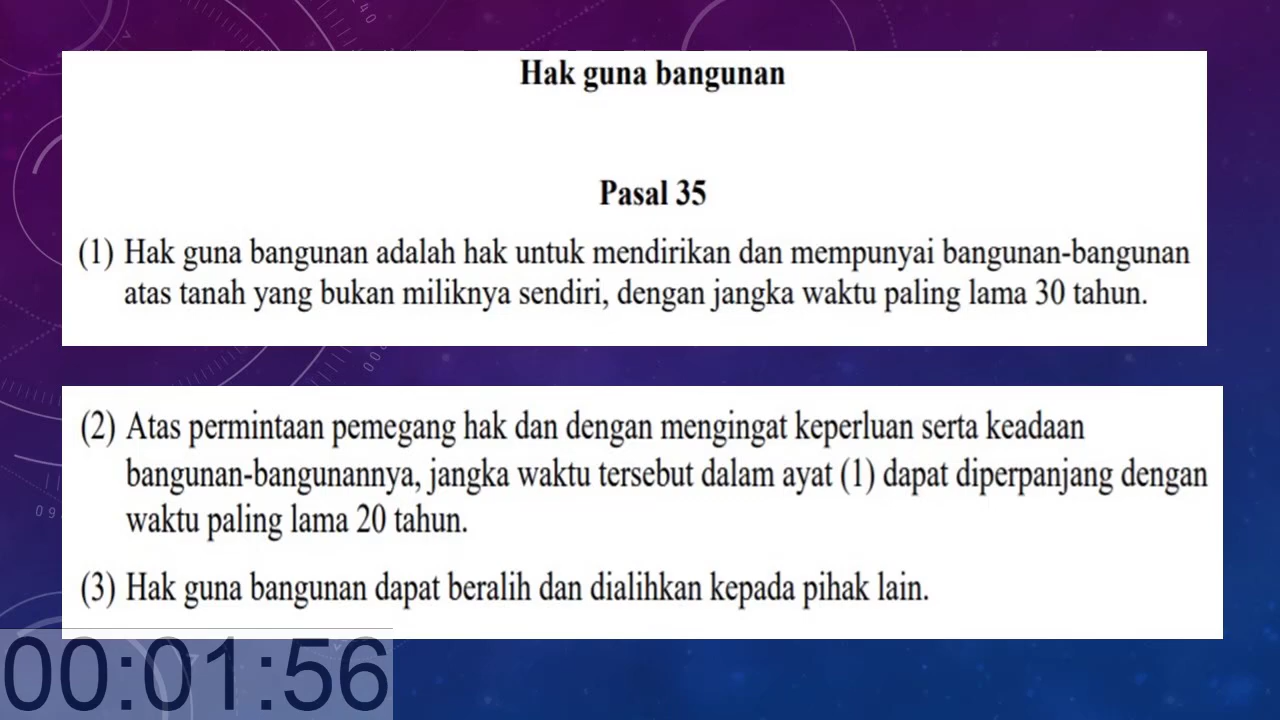 Hak guna bangunan
Pasal 35
(1) Hak guna bangunan adalah hak untuk mendirikan dan mempunyai bangunan-bangunan
atas tanah yang bukan miliknya sendiri, dengan jangka waktu paling lama 30 tahun.
(2) Atas permintaan pemegang hak dan dengan mengingat keperluan serta keadaan
bangunan-bangunannya, jangka waktu tersebut dalam ayat (1) dapat diperpanjang dengan
waktu paling lama 20 tahun.
(3) Hak guna bangunan dapat beralih dan dialihkan kepada pihak lain.
00:01:56